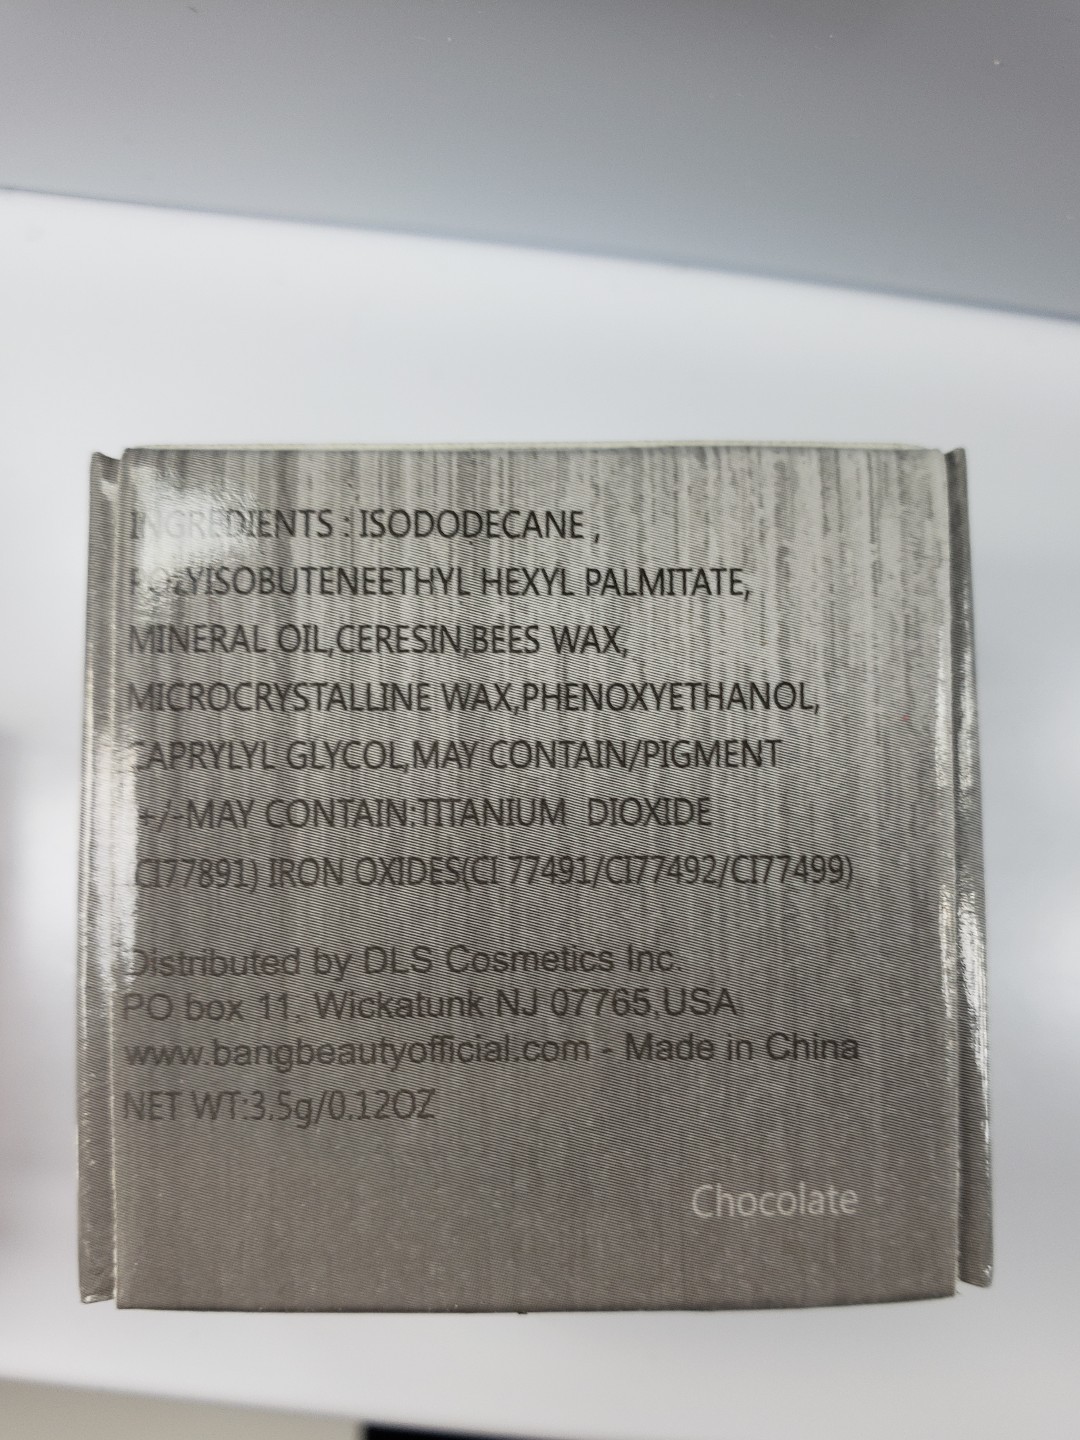 INGREDIENTS : ISODODECANE ,
POLYISOBUTENEETHYL HEXYL PALMITATE,
MINERAL OIL,CERESIN,BEES WAX,
MICROCRYSTALLINE WAX,PHENOXYETHANOL,
CAPRYLYL GLYCOL,MAY CONTAIN/PIGMENT
+/-MAY CONTAIN:TITANIUM DIOXIDE
(CI77891) IRON OXIDES(CI 77491/CI77492/CI77499)
Distributed by DLS Cosmetics Inc.
PO box 11, Wickatunk NJ 07765,USA
www.bangbeautyofficial.com - Made in China
NET WT:3.5g/0.12OZ
Chocolate